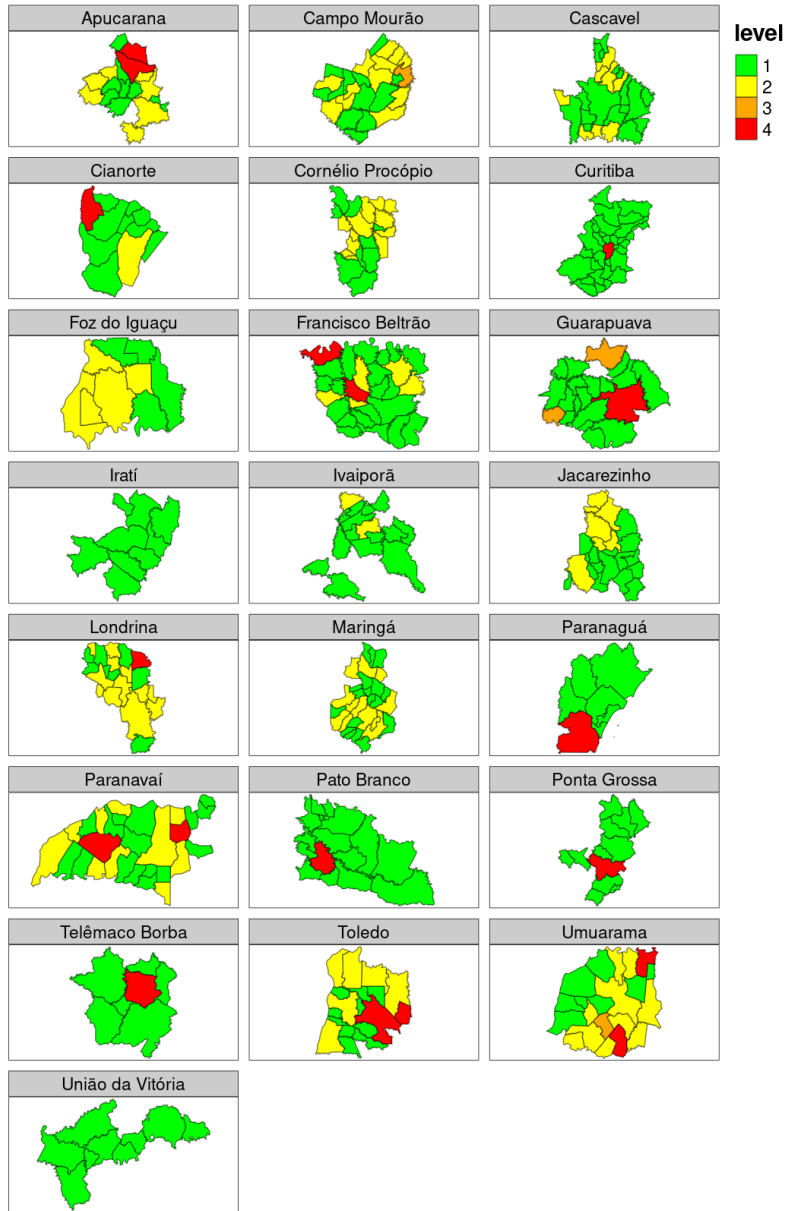 Apucarana
Campo Mourão
Cascavel
level
1
2
3
4
Cianorte
Cornélio Procópio
Curitiba
Foz do Iguaçu
Francisco Beltrão
Guarapuava
Iratí
Ivaiporã
Jacarezinho
Londrina
Maringá
Paranaguá
Paranavaí
Pato Branco
Ponta Grossa
Telêmaco Borba
Toledo
Umuarama
União da Vitória